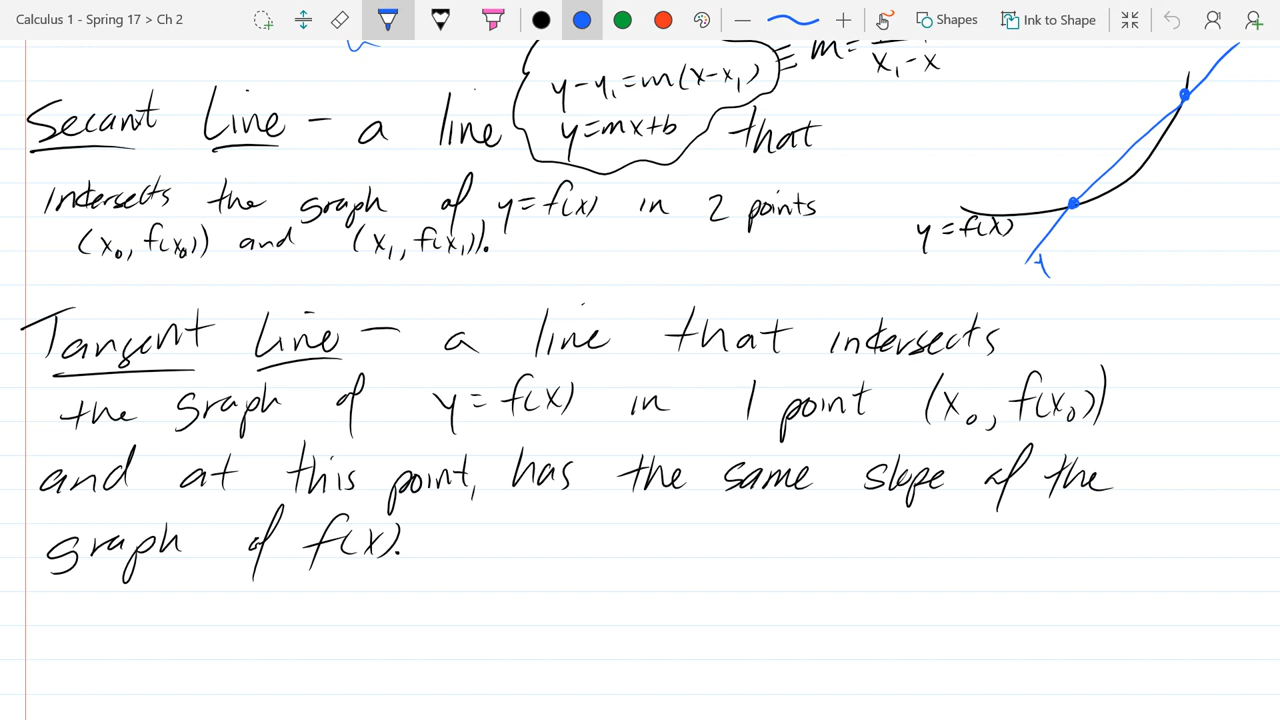 Calculus 1 - Spring 17 > Ch 2
Shapes
Ink to Shape
y-y₁=m(x-x₁) ≡ m=
x₁-x
Secant Line - a line y=mx+b that
intersects the graph of y=f(x) in 2 points
(x₀, f(x₀)) and (x₁, f(x₁)).
y=f(x)
Tangent Line - a line that intersects
the graph of y=f(x) in 1 point (x₀, f(x₀))
and at this point, has the same slope of the
graph of f(x).